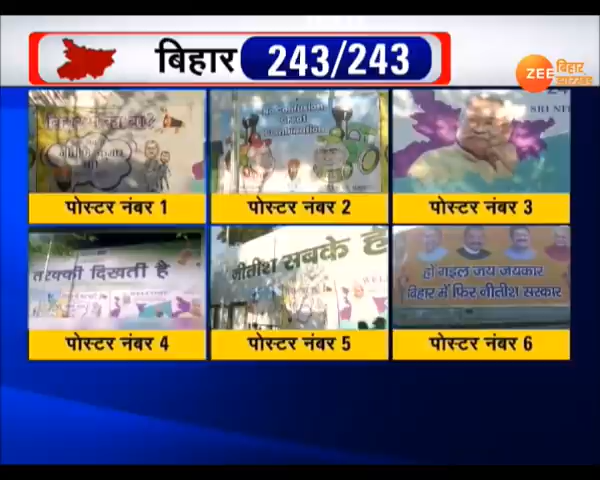 बिहार 243/243
ZEE
बिहार
झारखंड
SRI
पोस्टर नंबर 1
पोस्टर नंबर 2
पोस्टर नंबर 3
तरक्की दिखती है
नीतीश सबके है
हो गइल जय जयकार
बिहार में फिर नीतीश सरकार
पोस्टर नंबर 4
पोस्टर नंबर 5
पोस्टर नंबर 6